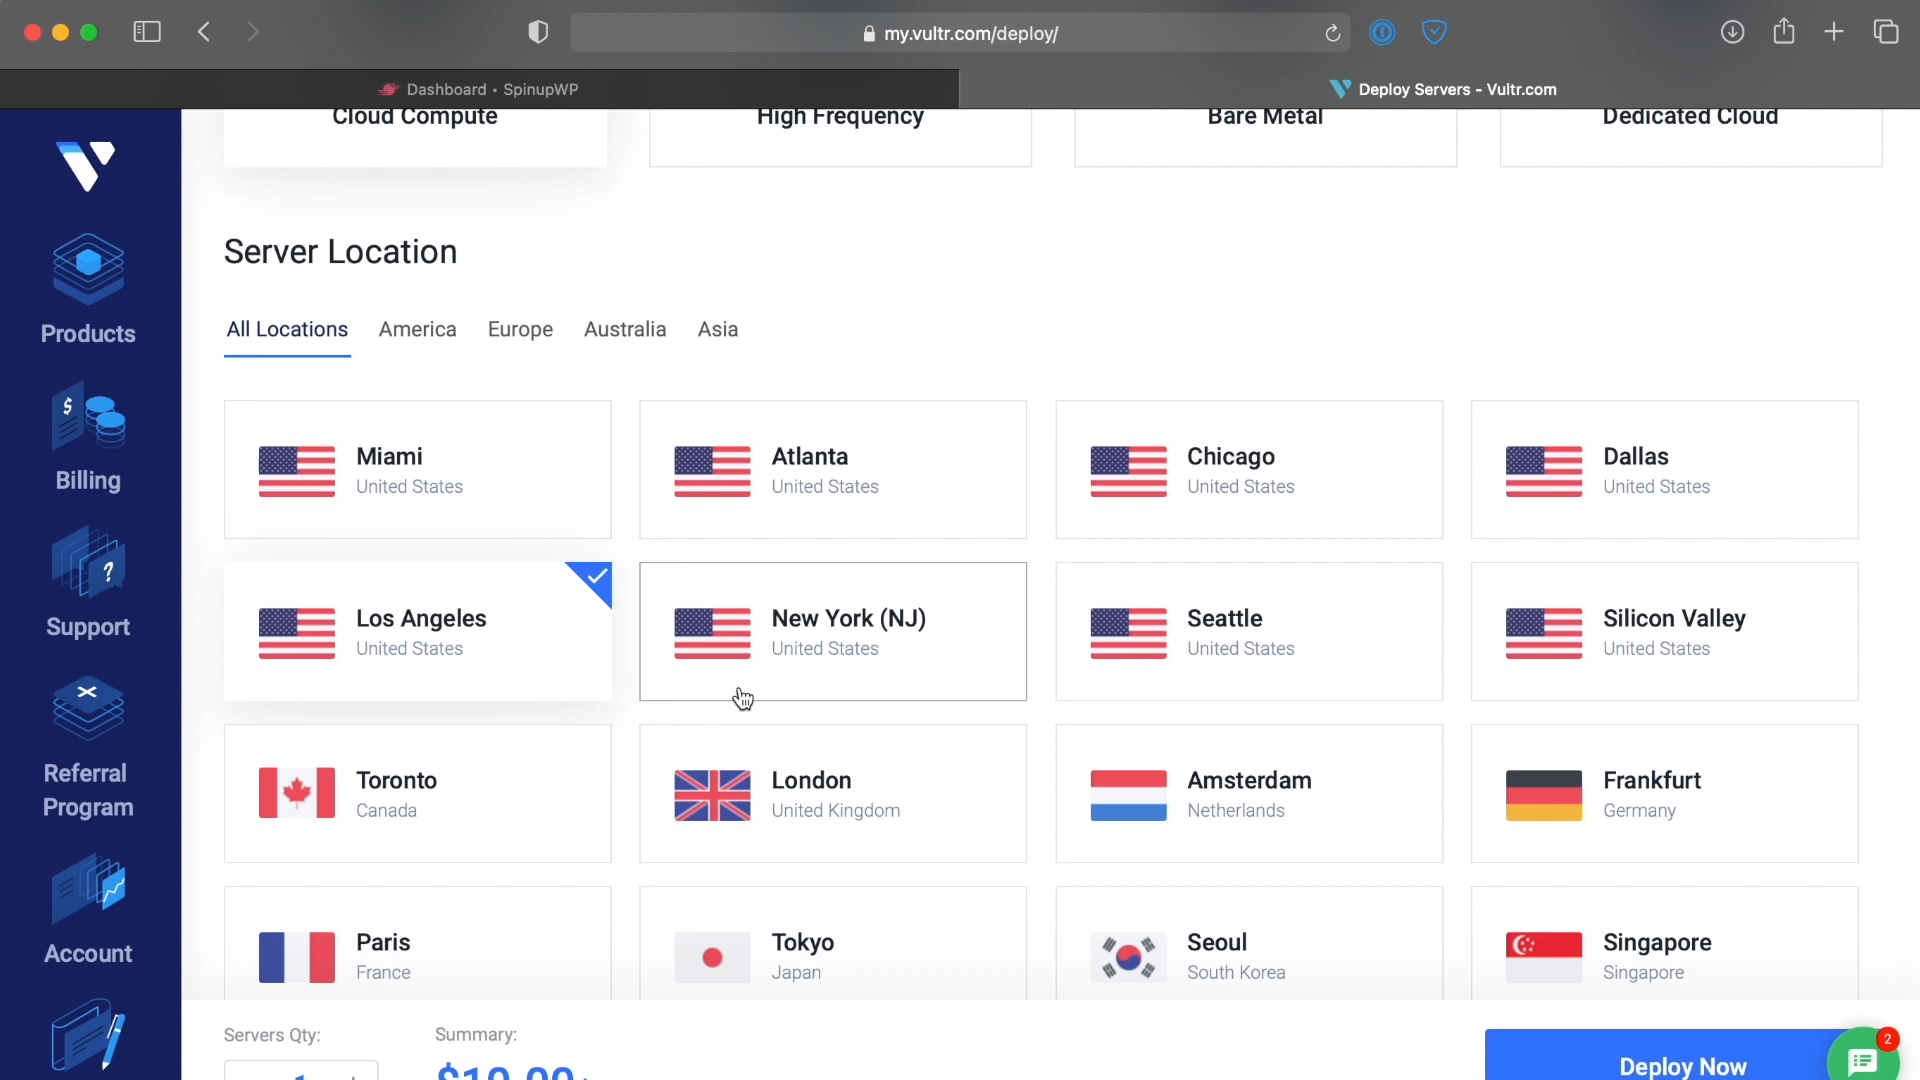 my.vultr.com/deploy/
Dashboard • SpinupWP
Deploy Servers - Vultr.com
Cloud Compute
High Frequency
Bare Metal
Dedicated Cloud
Server Location
All Locations
America
Europe
Australia
Asia
Products
Billing
Support
Referral
Program
Account
Miami
United States
Atlanta
United States
Chicago
United States
Dallas
United States
Los Angeles
United States
New York (NJ)
United States
Seattle
United States
Silicon Valley
United States
Toronto
Canada
London
United Kingdom
Amsterdam
Netherlands
Frankfurt
Germany
Paris
France
Tokyo
Japan
Seoul
South Korea
Singapore
Singapore
Servers Qty:
Summary:
$10.00
Deploy Now
2